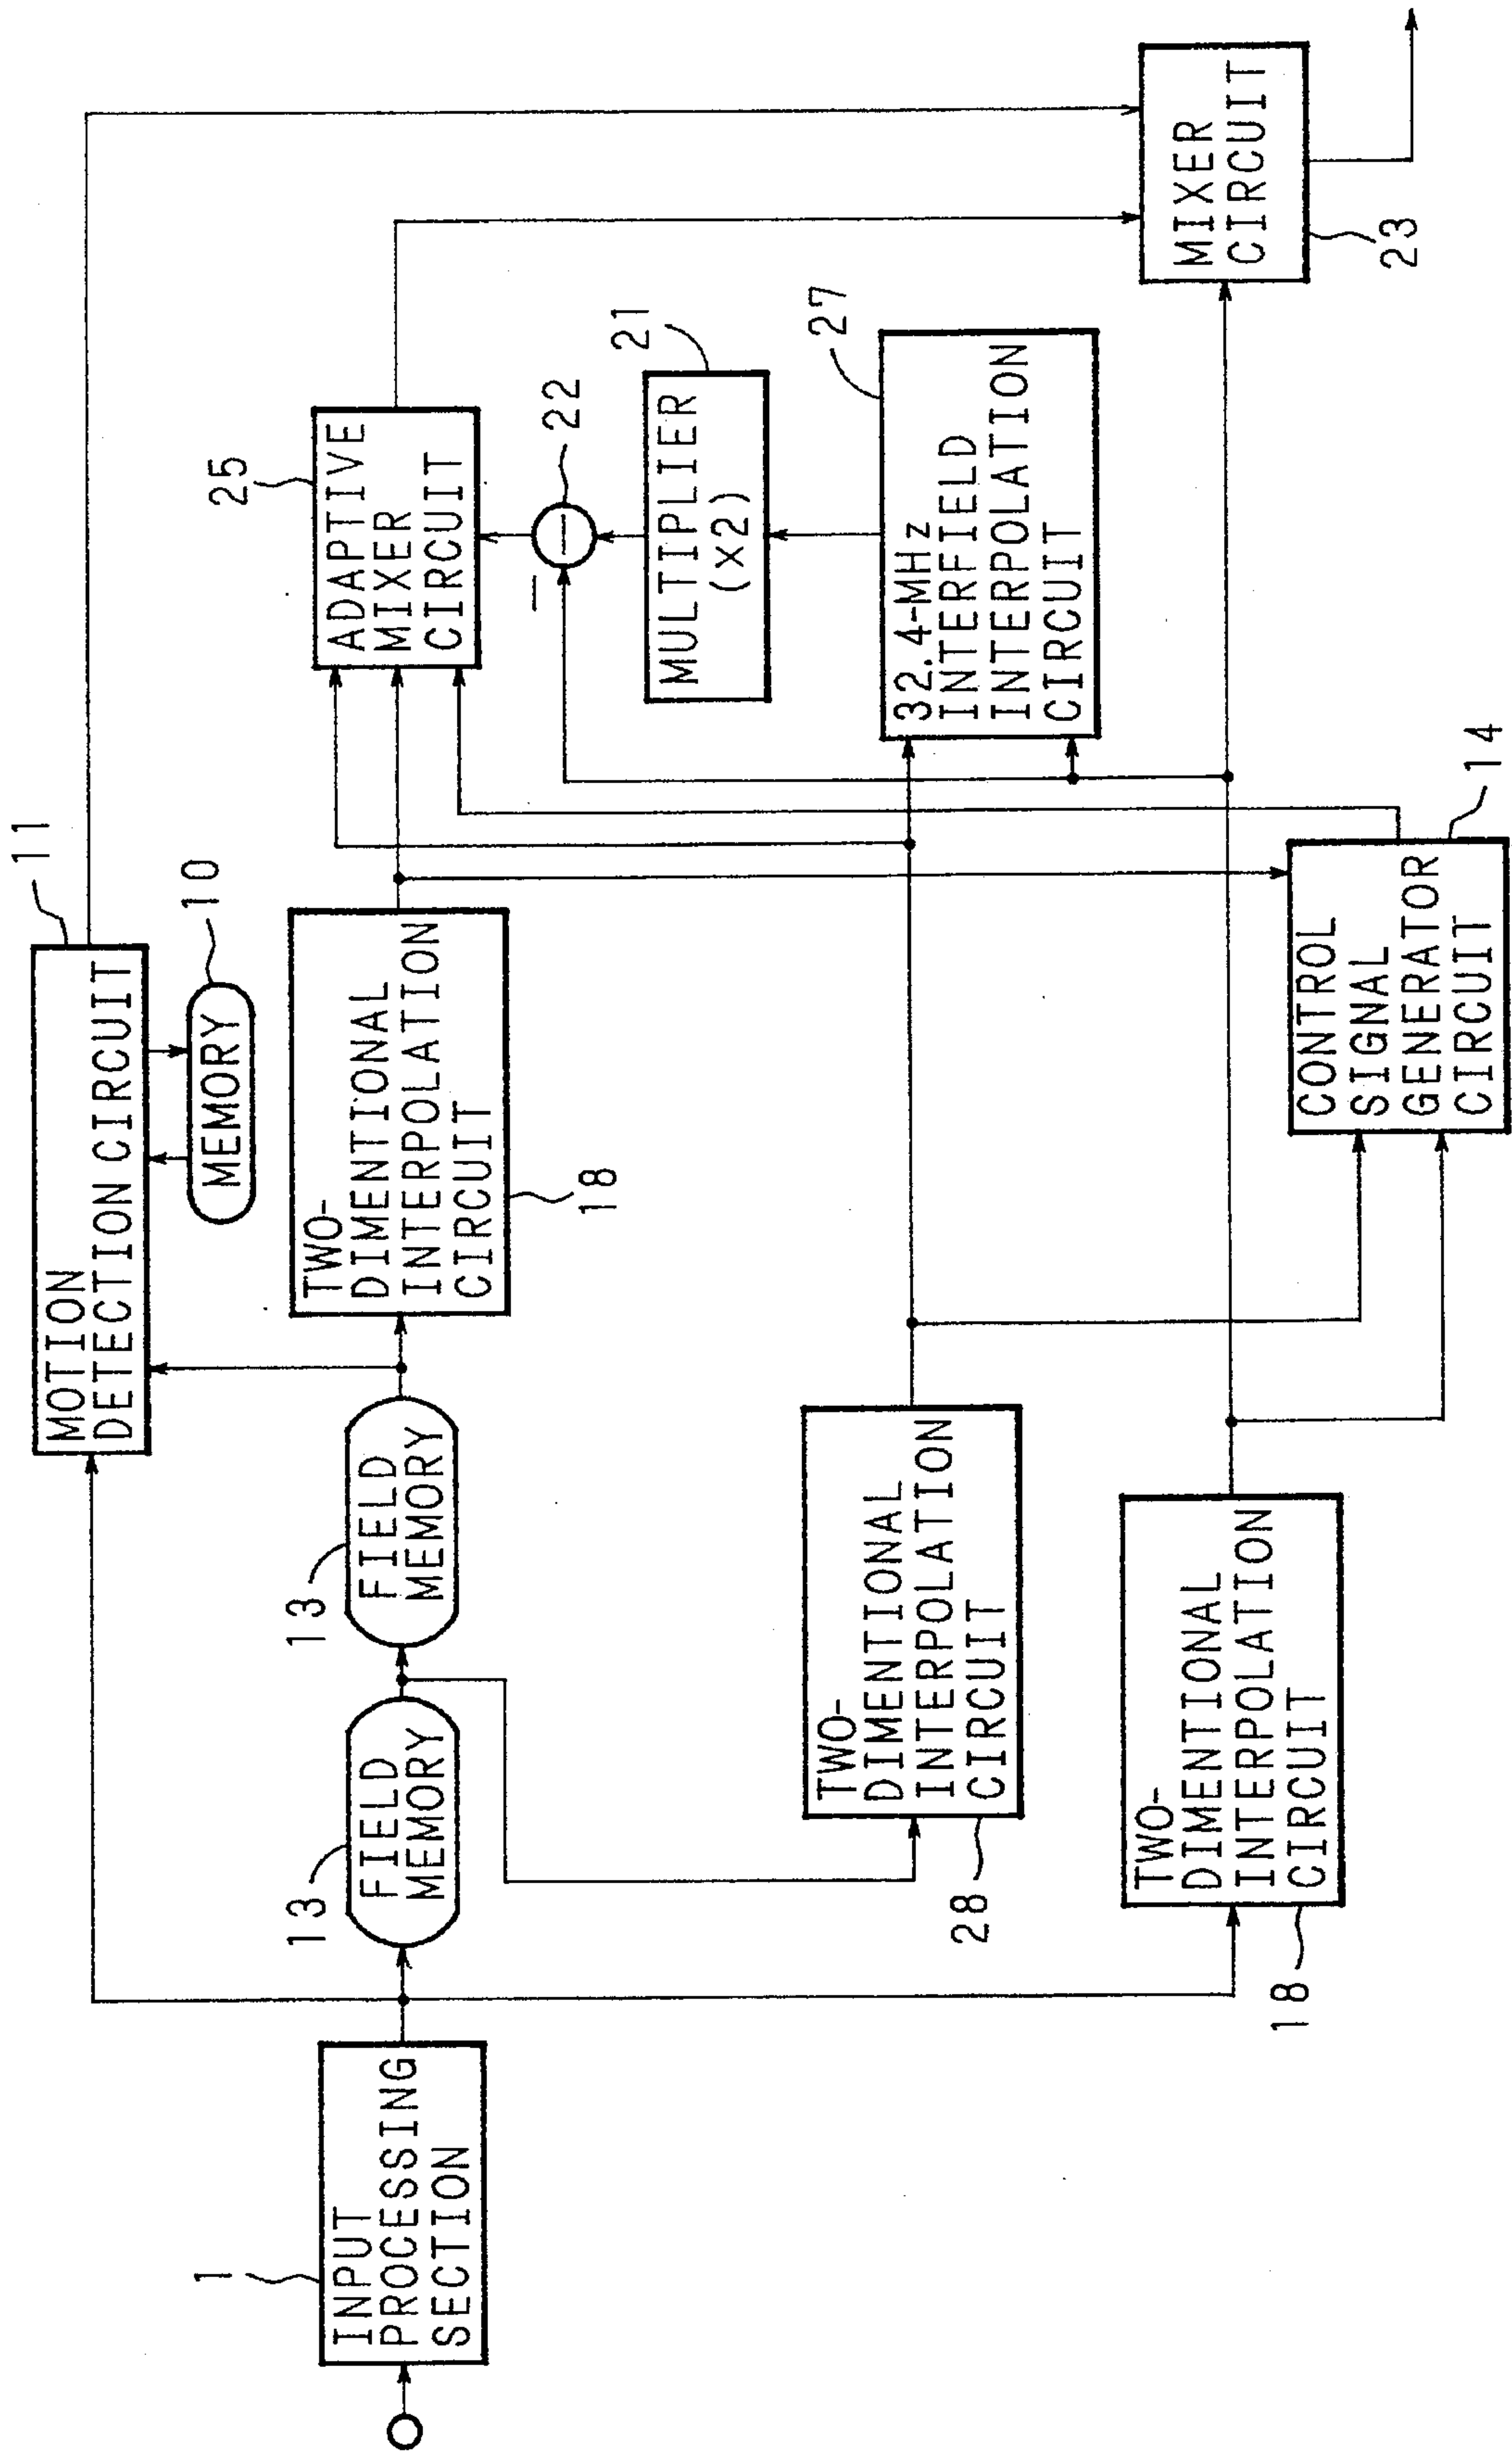 11
MOTION
DETECTION CIRCUIT
10
MEMORY
1
INPUT
PROCESSING
SECTION
13
FIELD
MEMORY
13
FIELD
MEMORY
TWO-
DIMENTIONAL
INTERPOLATION
CIRCUIT
18
25
ADAPTIVE
MIXER
CIRCUIT
22
21
MULTIPLIER
(×2)
27
32.4-MHz
INTERFIELD
INTERPOLATION
CIRCUIT
TWO-
DIMENTIONAL
INTERPOLATION
CIRCUIT
28
TWO-
DIMENTIONAL
INTERPOLATION
CIRCUIT
18
CONTROL
SIGNAL
GENERATOR
CIRCUIT
14
MIXER
CIRCUIT
23